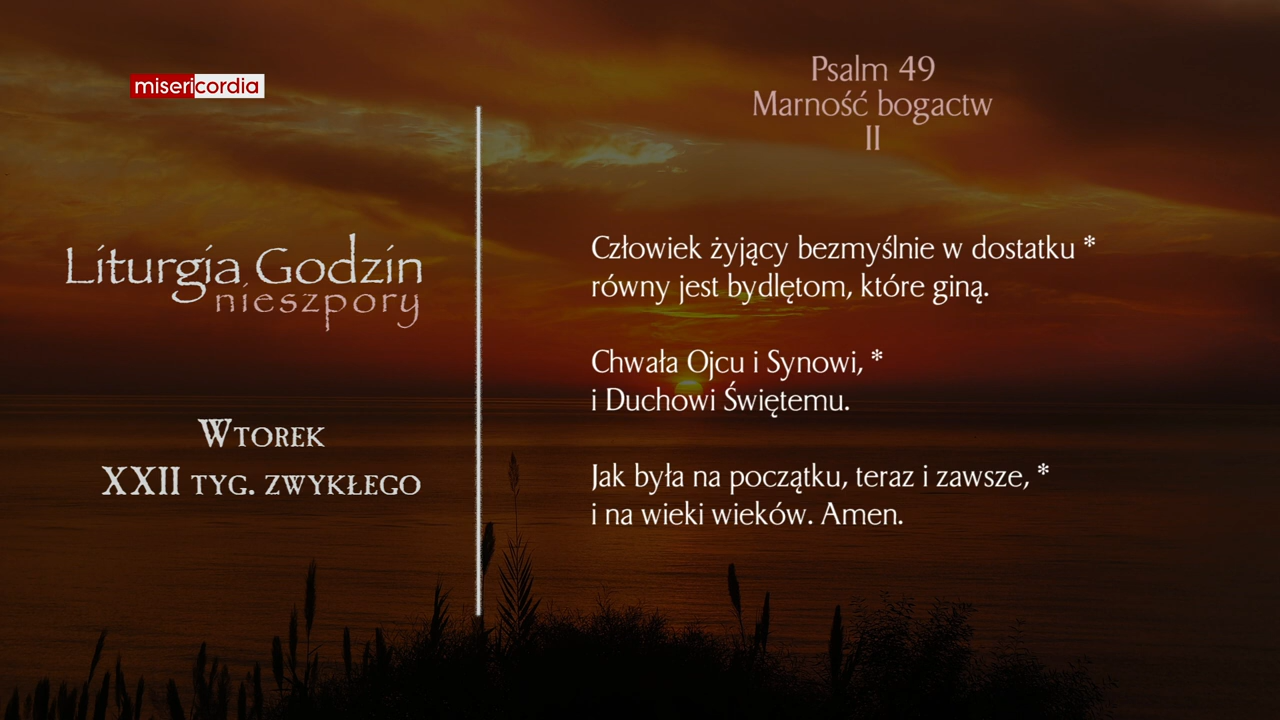 misericordia
Liturgia Godzin
nieszpory
Wtorek
XXII tyg. zwykłego
Psalm 49
Marność bogactw
II
Człowiek żyjący bezmyślnie w dostatku *
równy jest bydlętom, które giną.
Chwała Ojcu i Synowi, *
i Duchowi Świętemu.
Jak była na początku, teraz i zawsze, *
i na wieki wieków. Amen.